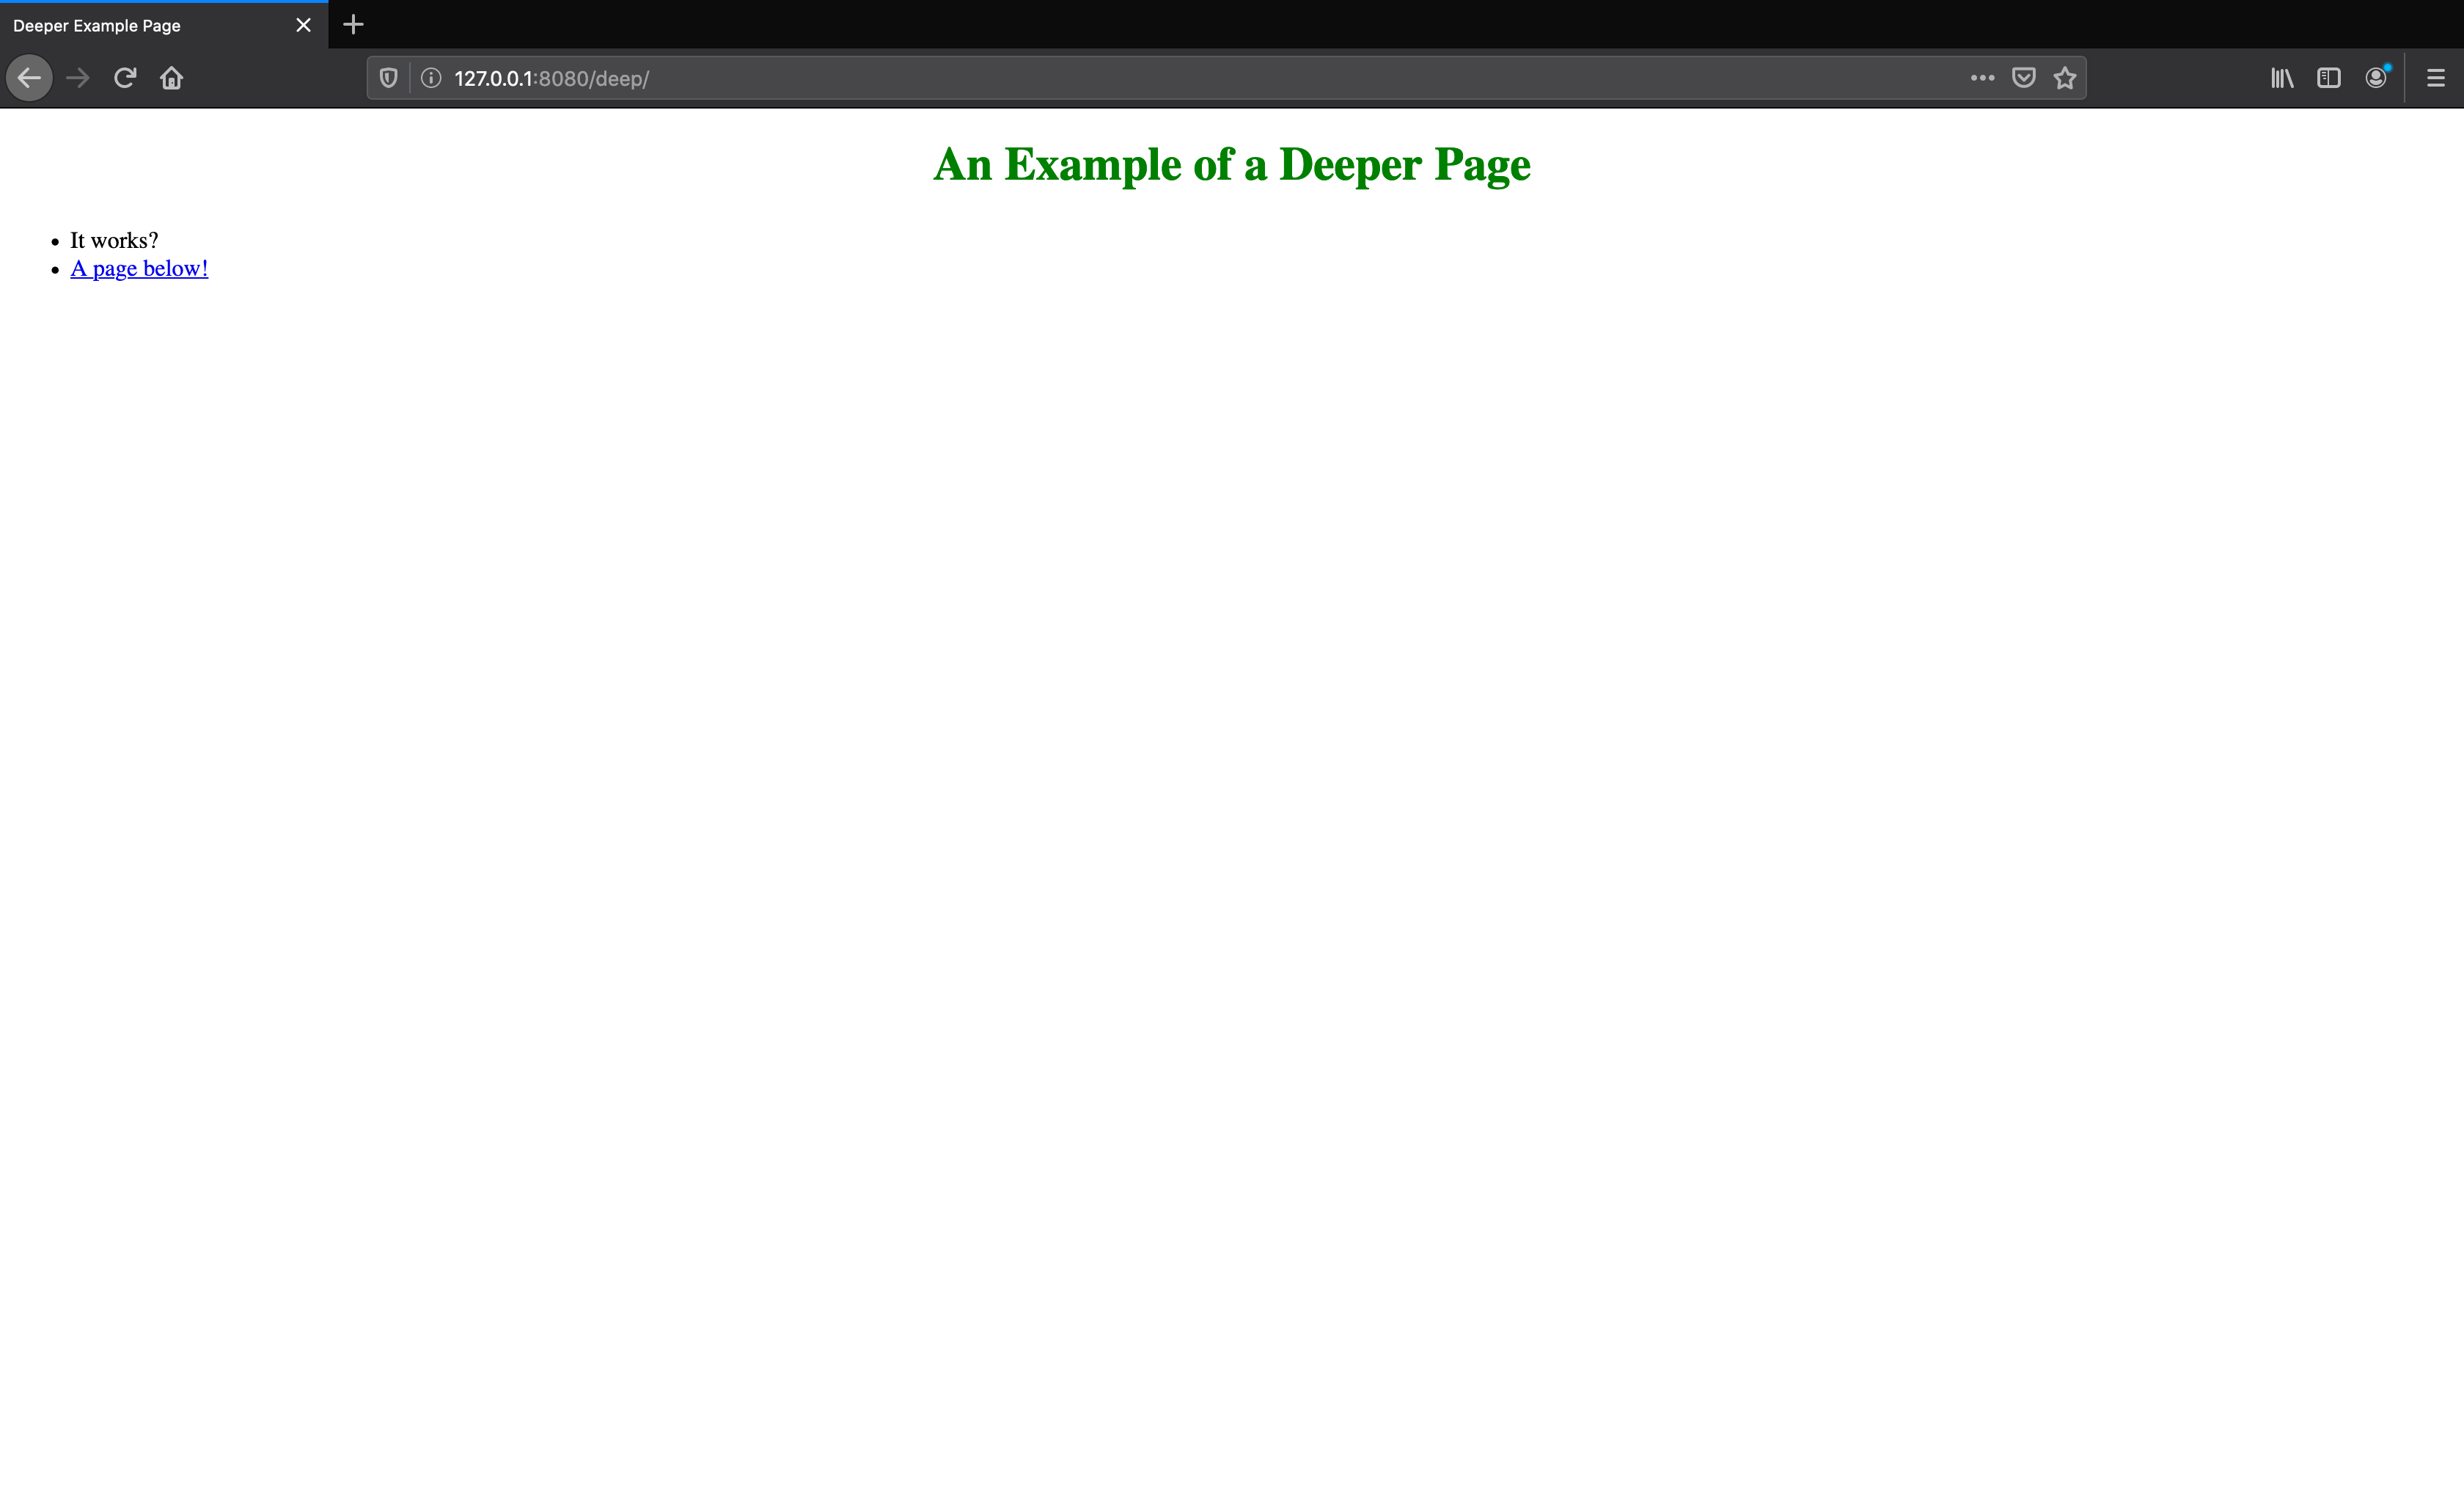 Deeper Example Page
127.0.0.1:8080/deep/
An Example of a Deeper Page
It works?
A page below!